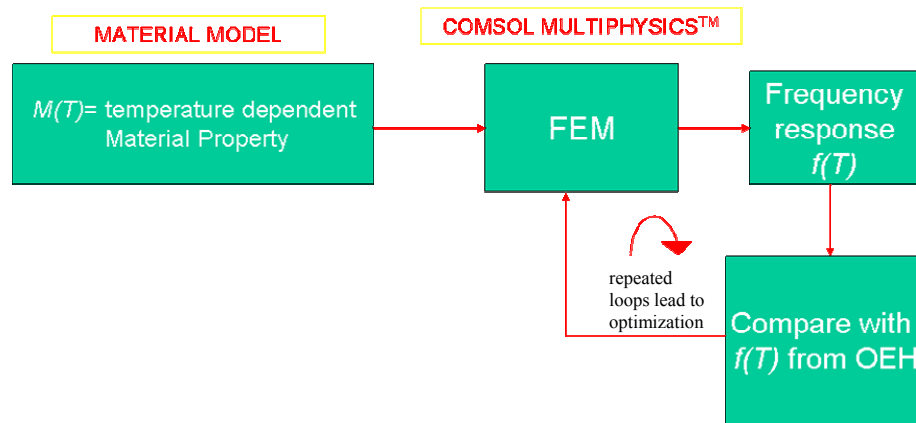 MATERIAL MODEL
COMSOL MULTIPHYSICS™
M(T)= temperature dependent
Material Property
FEM
Frequency
response
f(T)
repeated
loops lead to
optimization
Compare with
f(T) from OEH